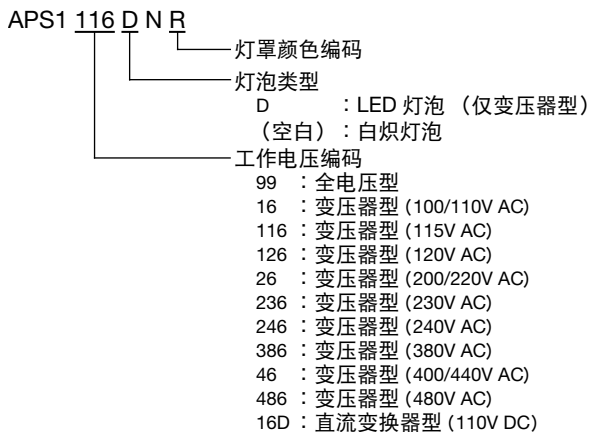 APS1 116 D N R
灯罩颜色编码
灯泡类型
D ：LED 灯泡 （仅变压器型）
（空白）：白炽灯泡
工作电压编码
99 ：全电压型
16 ：变压器型 (100/110V AC)
116 ：变压器型 (115V AC)
126 ：变压器型 (120V AC)
26 ：变压器型 (200/220V AC)
236 ：变压器型 (230V AC)
246 ：变压器型 (240V AC)
386 ：变压器型 (380V AC)
46 ：变压器型 (400/440V AC)
486 ：变压器型 (480V AC)
16D ：直流变换器型 (110V DC)